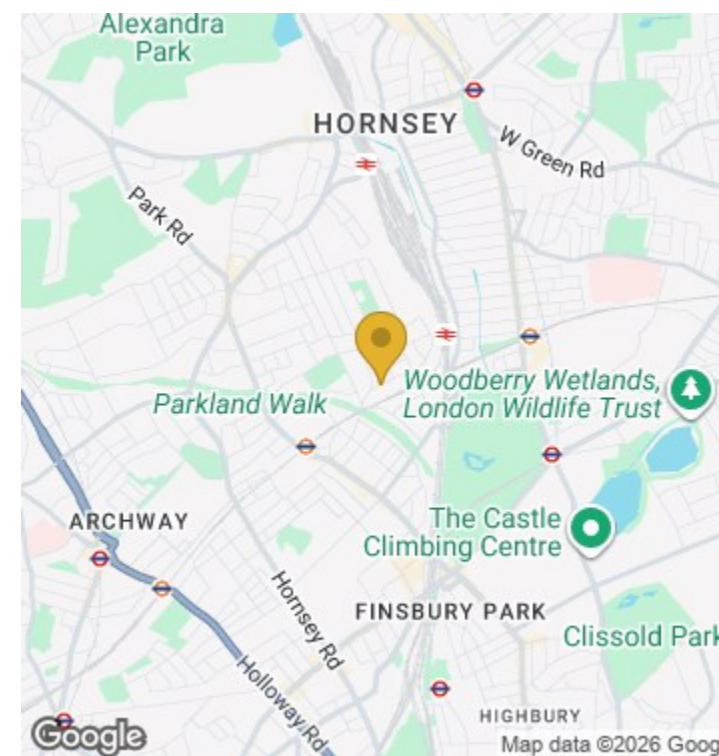 Alexandra
Park
HORNSEY
W Green Rd
Park Rd
Parkland Walk
Woodberry Wetlands,
London Wildlife Trust
ARCHWAY
The Castle
Climbing Centre
Hornsey Rd
FINSBURY PARK
Clissold Park
Holloway Rd
HIGHBURY
Google
Map data ©2026 Goog